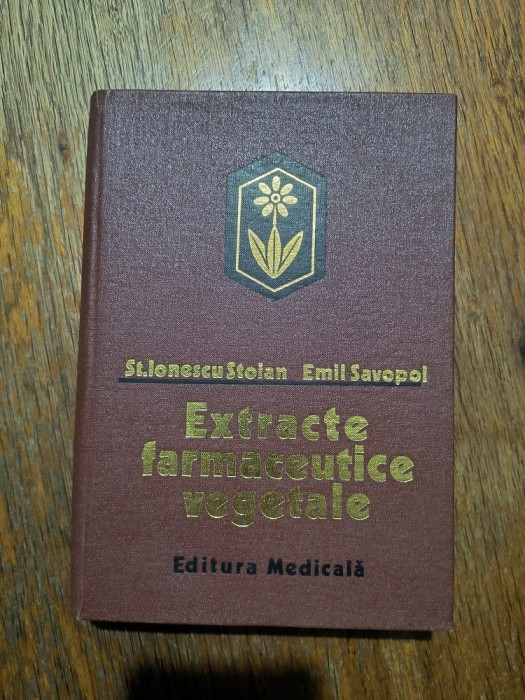 St.Ionescu Stoian Emil Savopol
Extracte
farmaceutice
vegetale
Editura Medicală